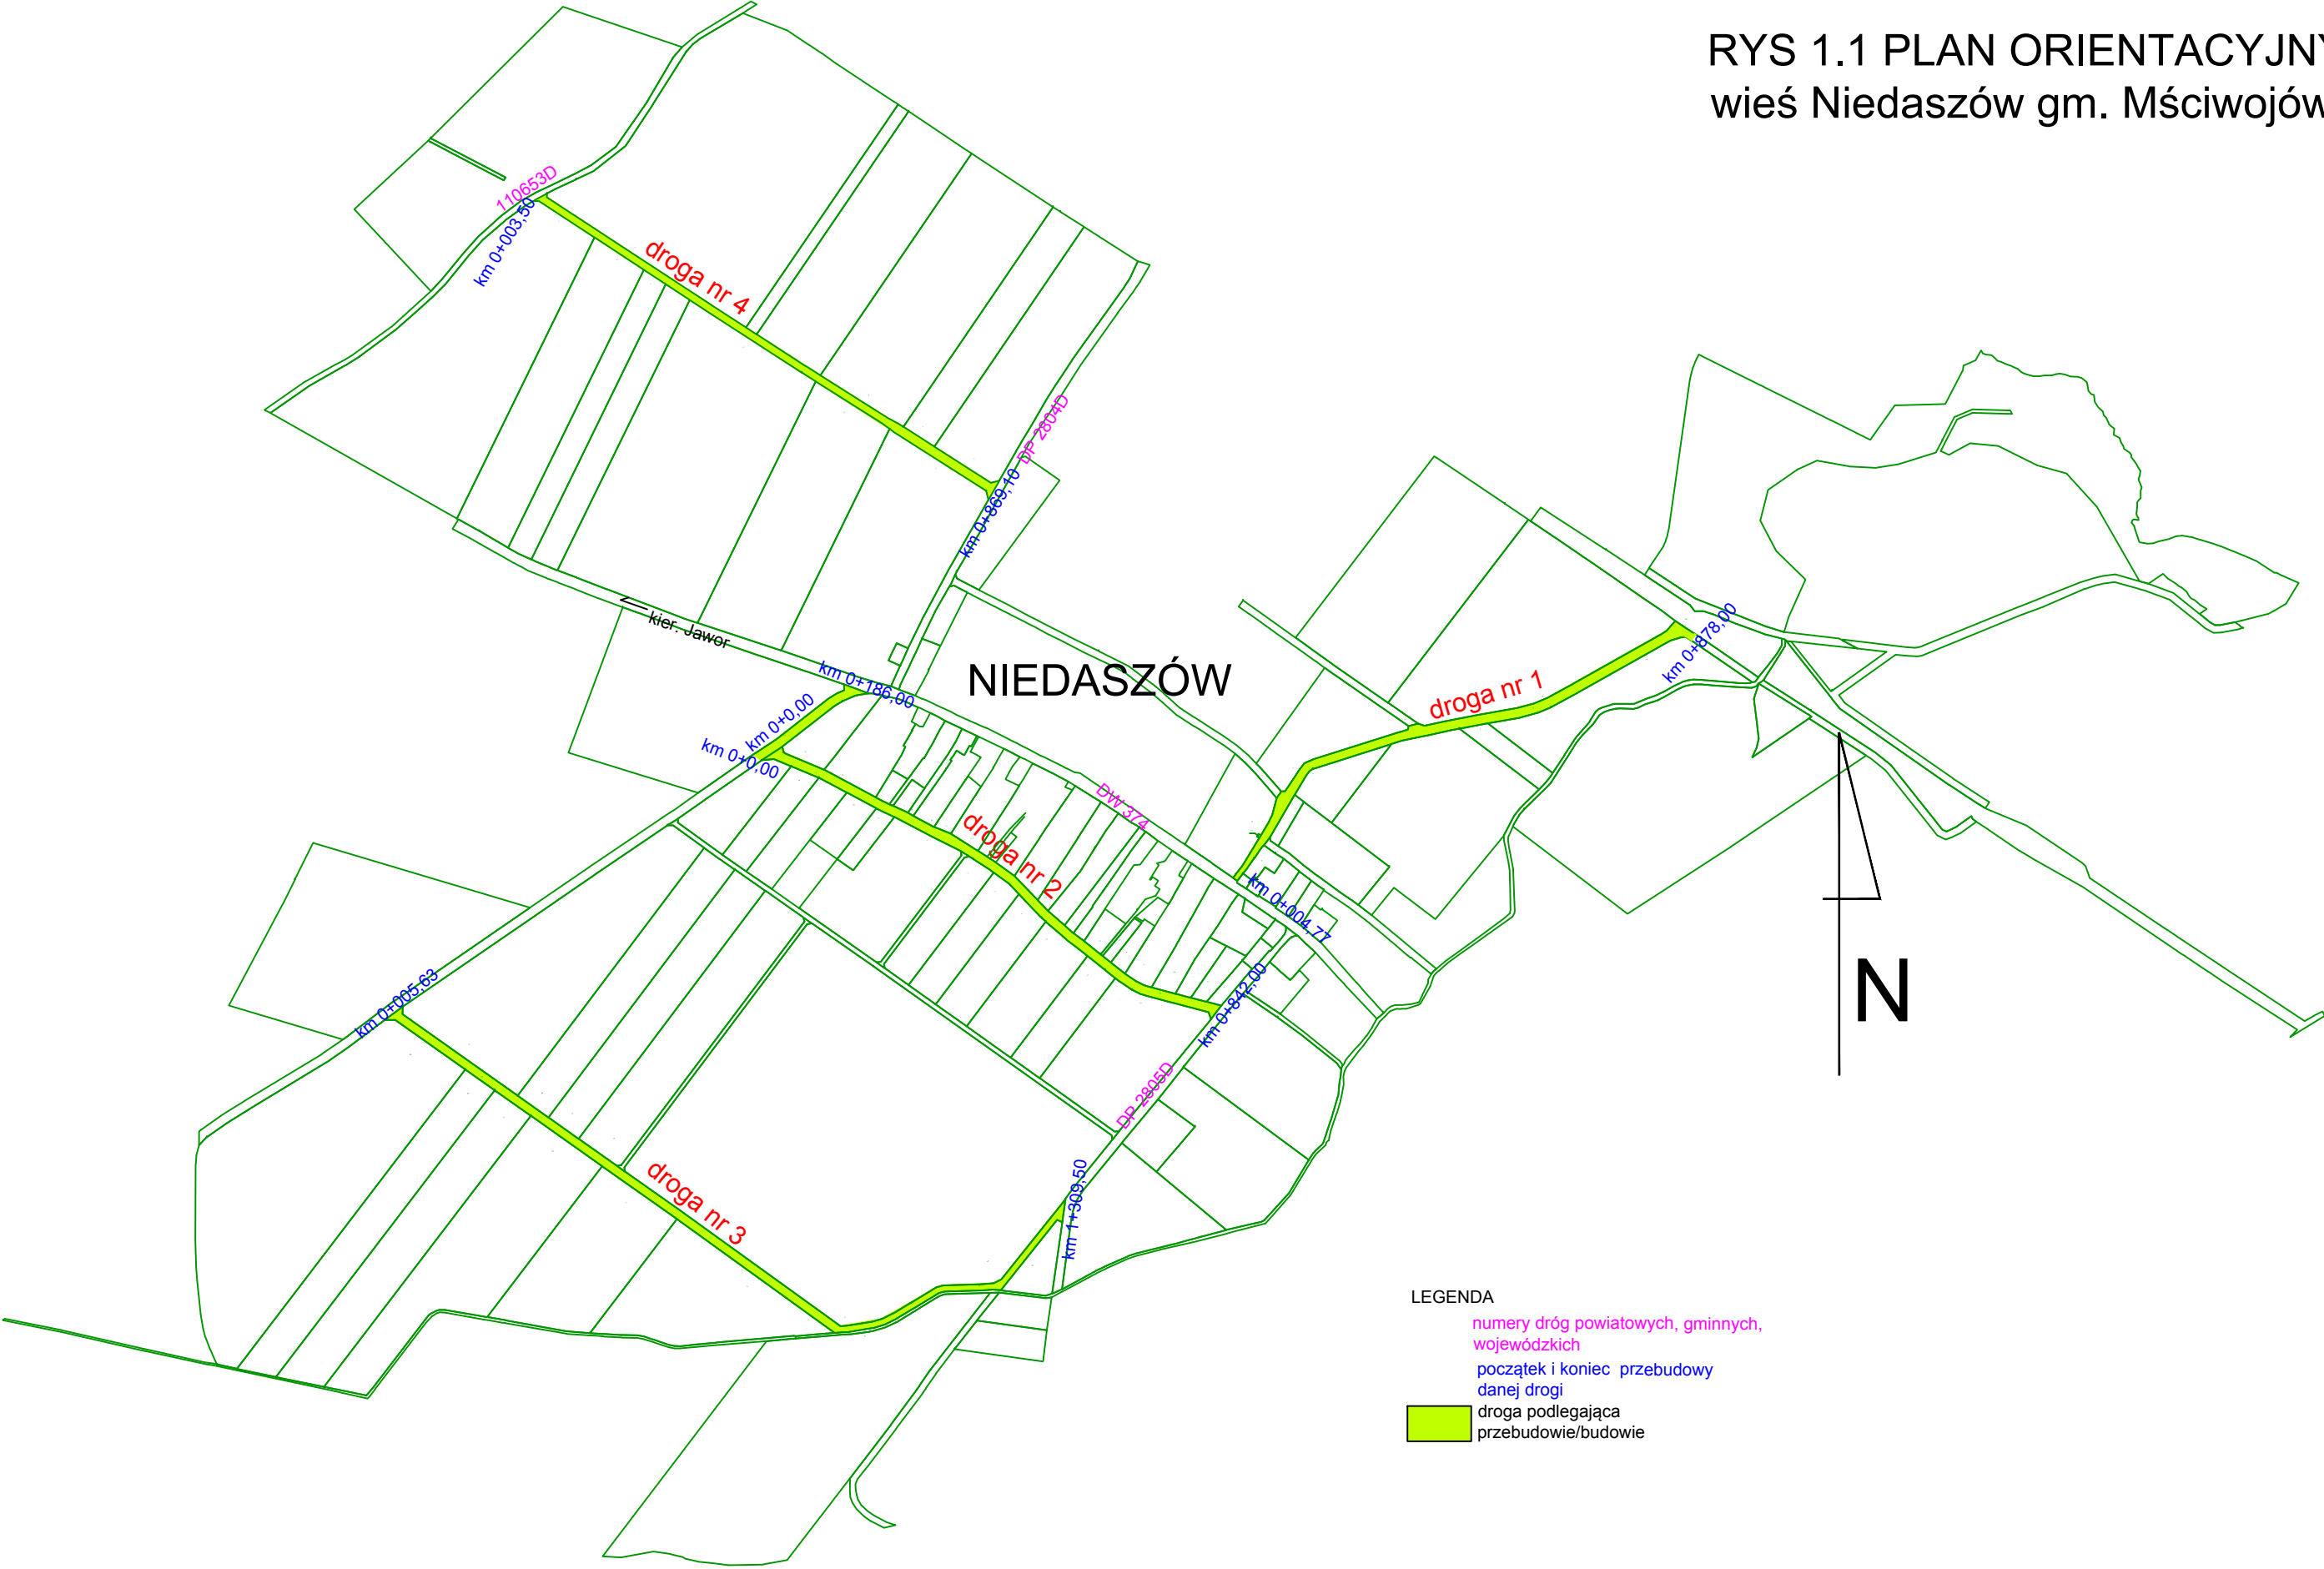 RYS 1.1 PLAN ORIENTACYJNY
wieś Niedaszów gm. Mściwojów
110653D
km 0+003,50
droga nr 4
DP 2804D
km 0+869,10
kier. Jawor
km 0+186,00
NIEDASZÓW
km 0+0,00
km 0+0,00
droga nr 1
km 0+878,00
DW 374
droga nr 2
km 0+004,77
km 0+842,00
N
km 0+005,63
DP 2805D
droga nr 3
km 1+309,50
LEGENDA
numery dróg powiatowych, gminnych,
wojewódzkich
początek i koniec przebudowy
danej drogi
droga podlegająca
przebudowie/budowie